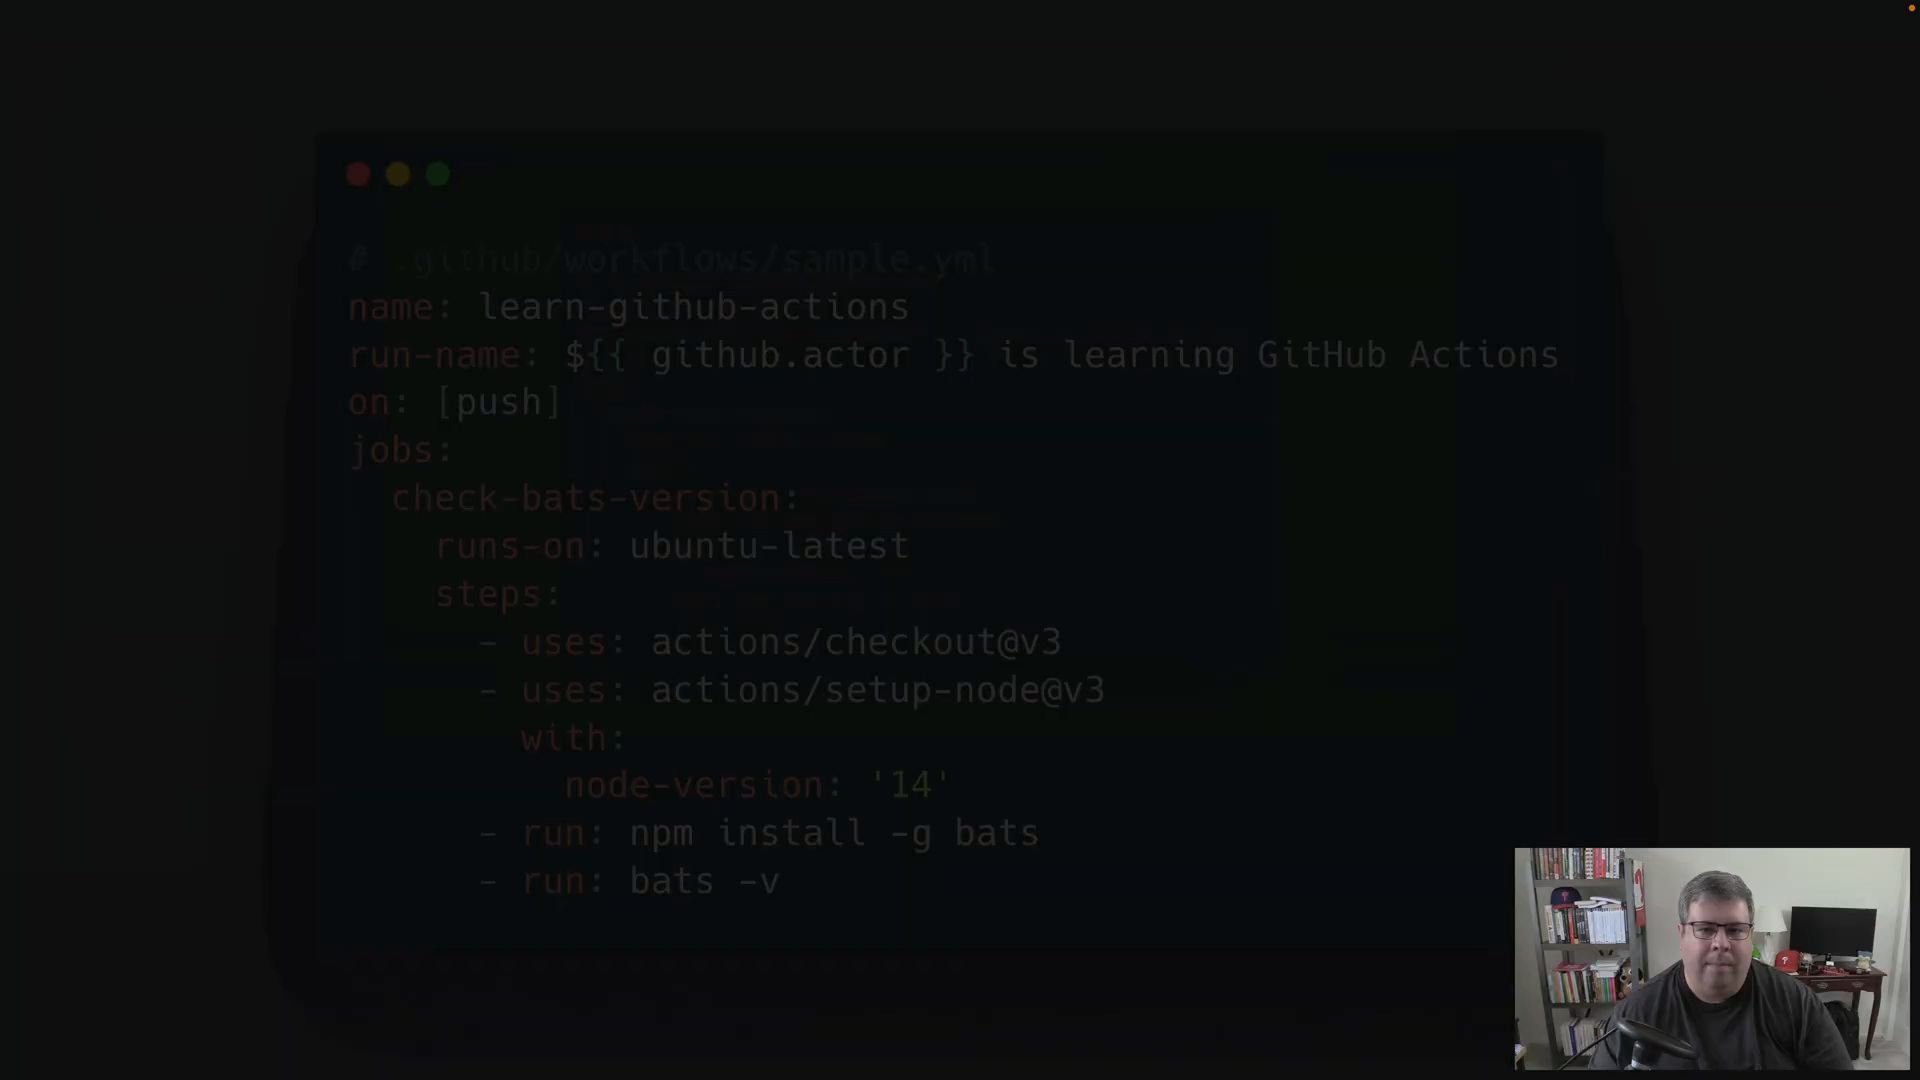 # .github/workflows/sample.yml
name: learn-github-actions
run-name: ${{ github.actor }} is learning GitHub Actions
on: [push]
jobs:
  check-bats-version:
    runs-on: ubuntu-latest
    steps:
      - uses: actions/checkout@v3
      - uses: actions/setup-node@v3
        with:
          node-version: '14'
      - run: npm install -g bats
      - run: bats -v